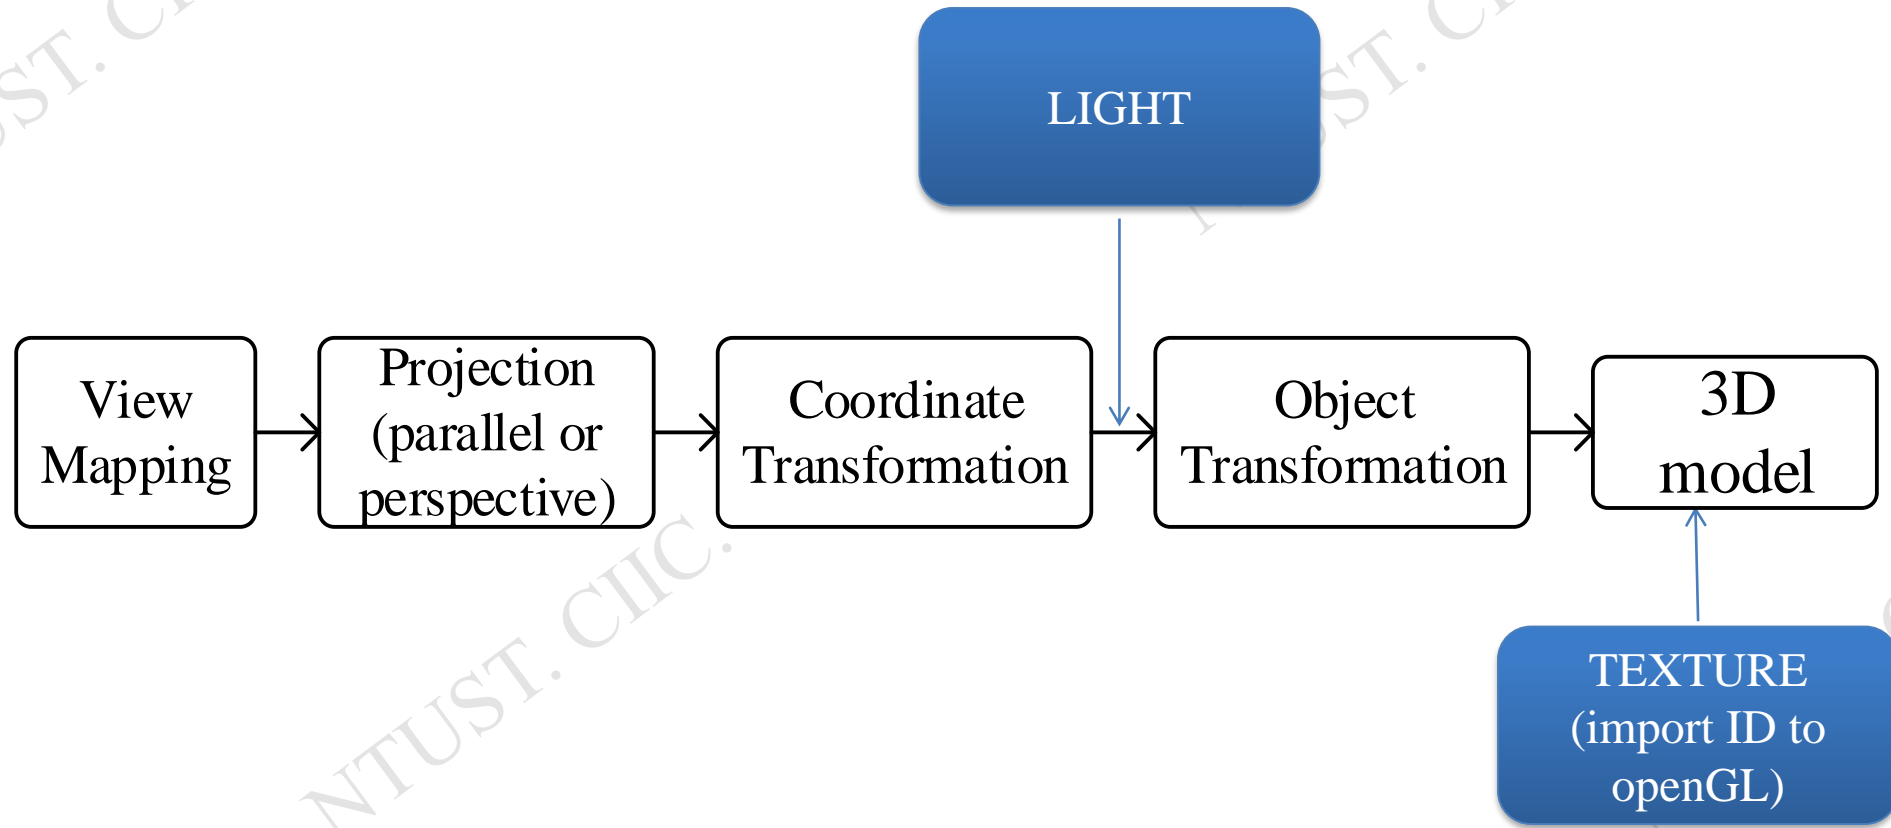 LIGHT
View
Mapping
Projection
(parallel or
perspective)
Coordinate
Transformation
Object
Transformation
3D
model
TEXTURE
(import ID to
openGL)
NTUST. CIIC.